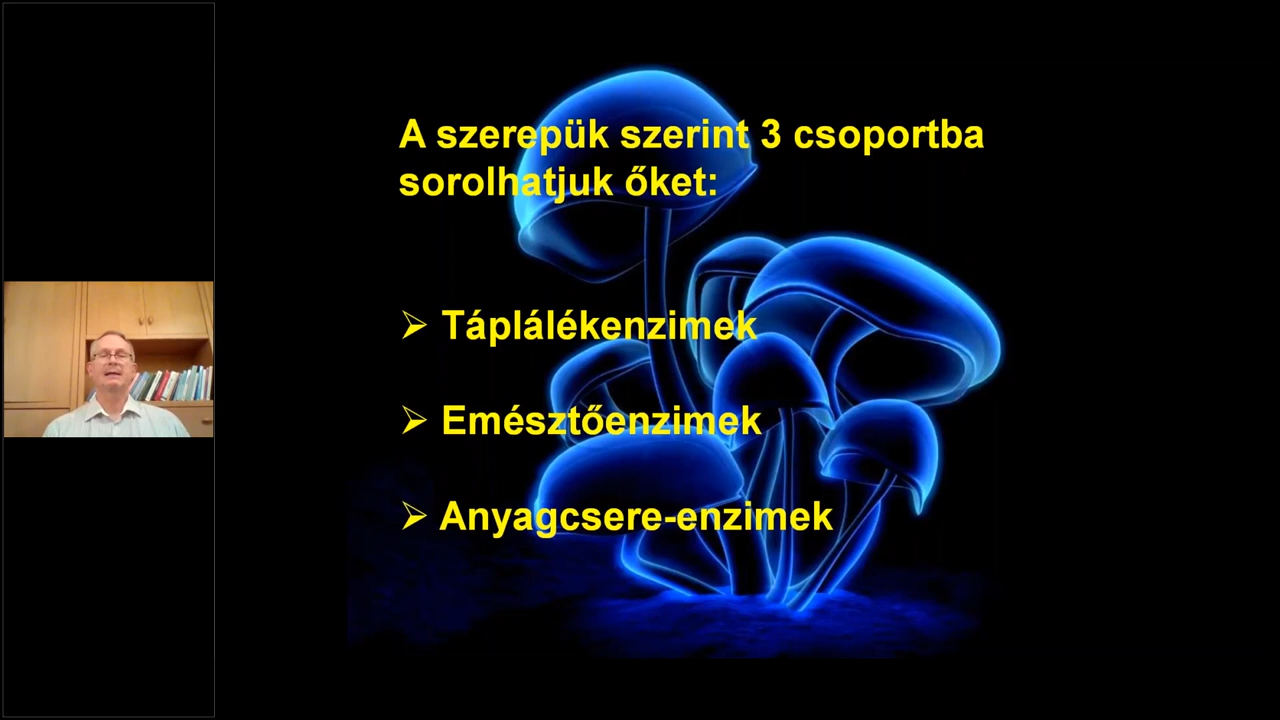 A szerepük szerint 3 csoportba
sorolhatjuk őket:
➢ Táplálékenzimek
➢ Emésztőenzimek
➢ Anyagcsere-enzimek